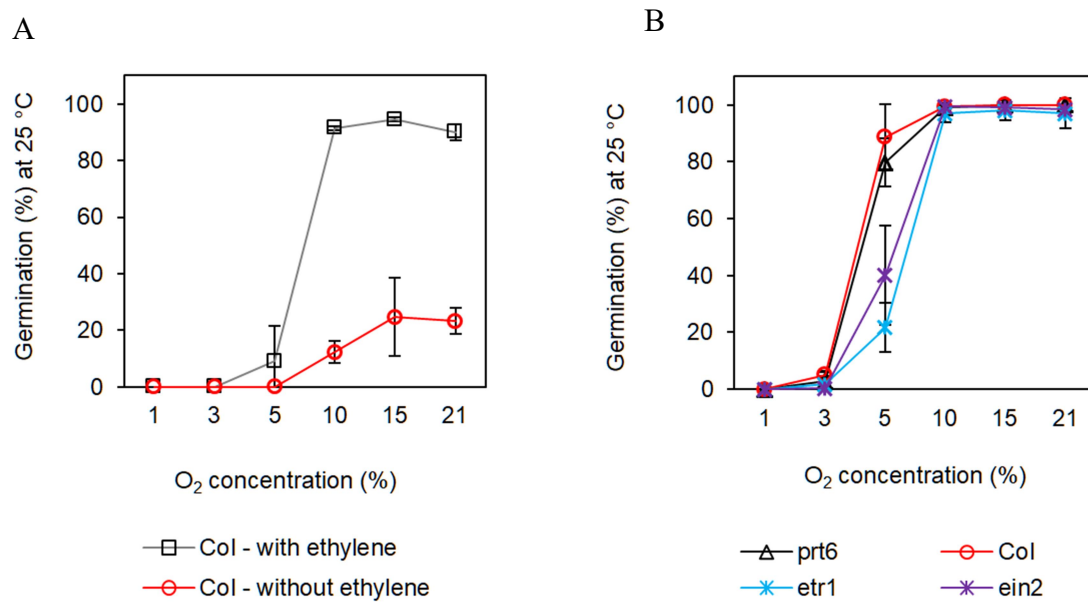 A
Germination (%) at 25 °C
100
80
60
40
20
0
1 3 5 10 15 21
O₂ concentration (%)
Col - with ethylene
Col - without ethylene
B
Germination (%) at 25 °C
100
80
60
40
20
0
1 3 5 10 15 21
O₂ concentration (%)
prt6 Col
etr1 ein2